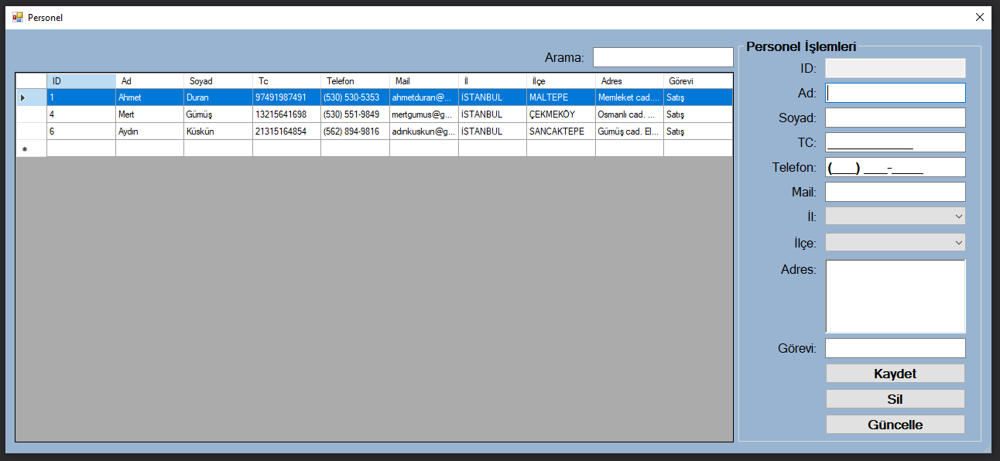 Personel
Arama:
ID Ad Soyad Tc Telefon Mail İl İlçe Adres Görevi
1 Ahmet Duran 97491987491 (530) 530-5353 ahmetduran@... İSTANBUL MALTEPE Memleket cad.... Satış
4 Mert Gümüş 13215641698 (530) 551-9849 mertgumus@g... İSTANBUL ÇEKMEKÖY Osmanlı cad. ... Satış
6 Aydın Küskün 21315164854 (562) 894-9816 adinkuskun@g... İSTANBUL SANCAKTEPE Gümüş cad. El... Satış
Personel İşlemleri
ID:
Ad:
Soyad:
TC: ___________
Telefon: (___) ___-____
Mail:
İl:
İlçe:
Adres:
Görevi:
Kaydet
Sil
Güncelle